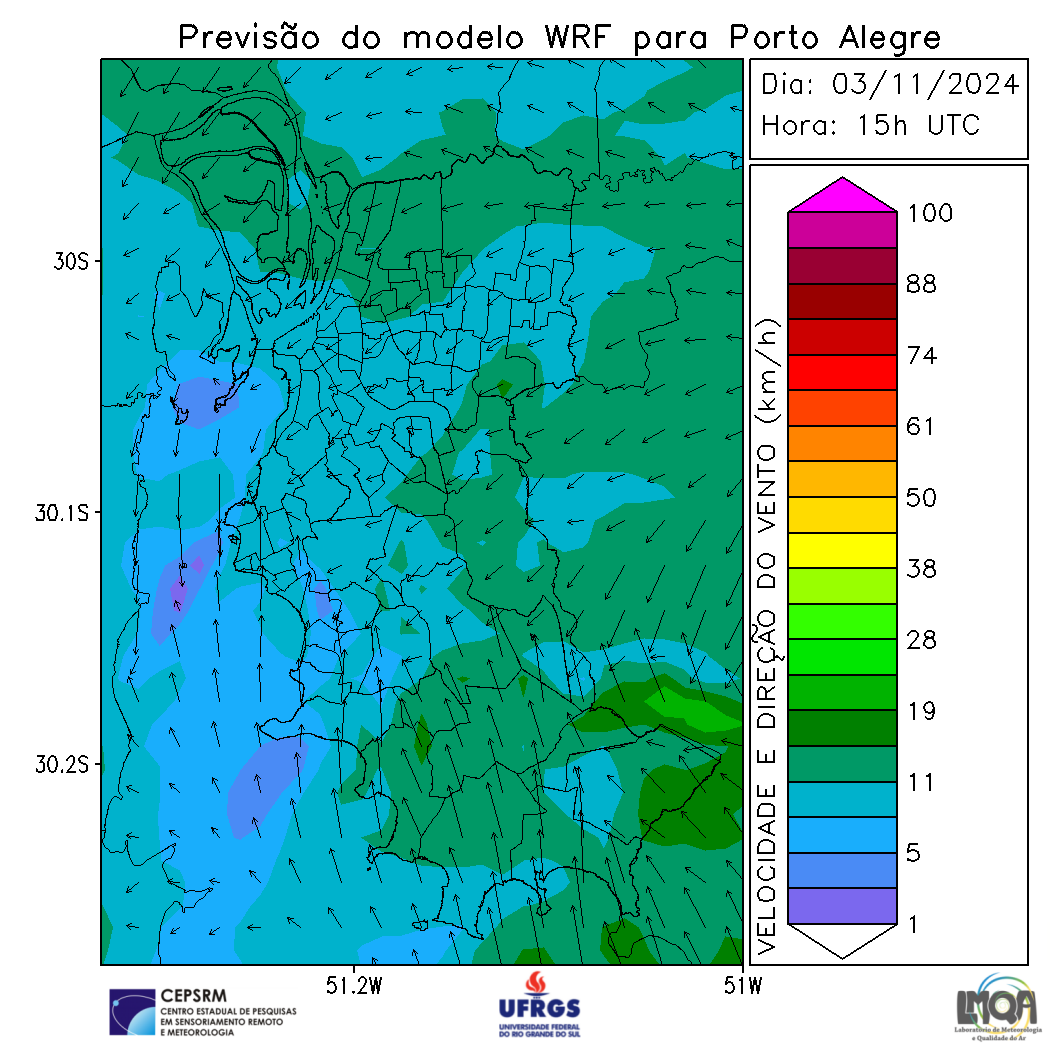 Previsão do modelo WRF para Porto Alegre
Dia: 03/11/2024
Hora: 15h UTC
30S
30.1S
30.2S
51.2W
51W
VELOCIDADE E DIREÇÃO DO VENTO (km/h)
100
88
74
61
50
38
28
19
11
5
1
CEPSRM
CENTRO ESTADUAL DE PESQUISAS
EM SENSORIAMENTO REMOTO
E METEOROLOGIA
UFRGS
UNIVERSIDADE FEDERAL
DO RIO GRANDE DO SUL
LMQA
Laboratório de Meteorologia
e Qualidade do Ar